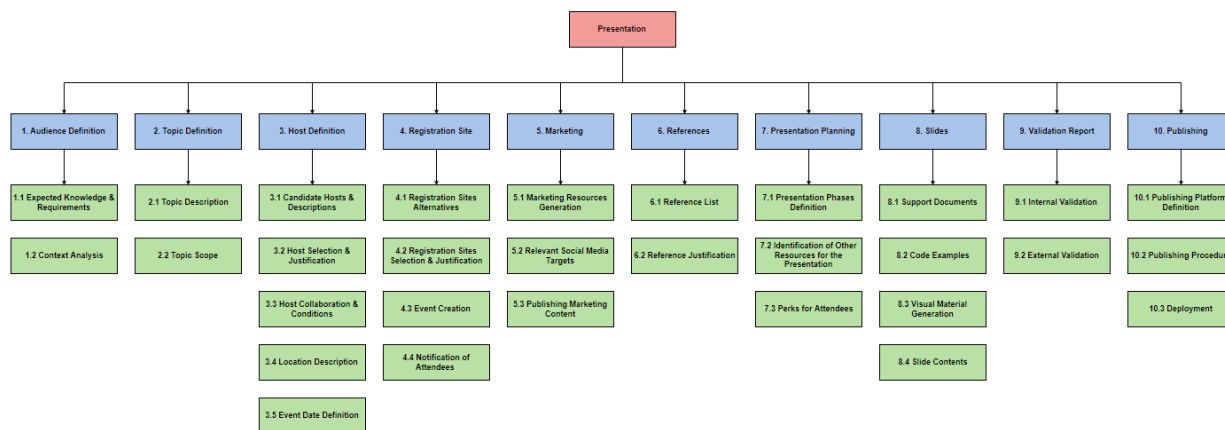 Presentation
1. Audience Definition
2. Topic Definition
3. Host Definition
4. Registration Site
5. Marketing
6. References
7. Presentation Planning
8. Slides
9. Validation Report
10. Publishing
1.1 Expected Knowledge &
Requirements
1.2 Context Analysis
2.1 Topic Description
2.2 Topic Scope
3.1 Candidate Hosts &
Descriptions
3.2 Host Selection &
Justification
3.3 Host Collaboration &
Conditions
3.4 Location Description
3.5 Event Date Definition
4.1 Registration Sites
Alternatives
4.2 Registration Sites
Selection & Justification
4.3 Event Creation
4.4 Notification of
Attendees
5.1 Marketing Resources
Generation
5.2 Relevant Social Media
Targets
5.3 Publishing Marketing
Content
6.1 Reference List
6.2 Reference Justification
7.1 Presentation Phases
Definition
7.2 Identification of Other
Resources for the
Presentation
7.3 Perks for Attendees
8.1 Support Documents
8.2 Code Examples
8.3 Visual Material
Generation
8.4 Slide Contents
9.1 Internal Validation
9.2 External Validation
10.1 Publishing Platform
Definition
10.2 Publishing Procedure
10.3 Deployment